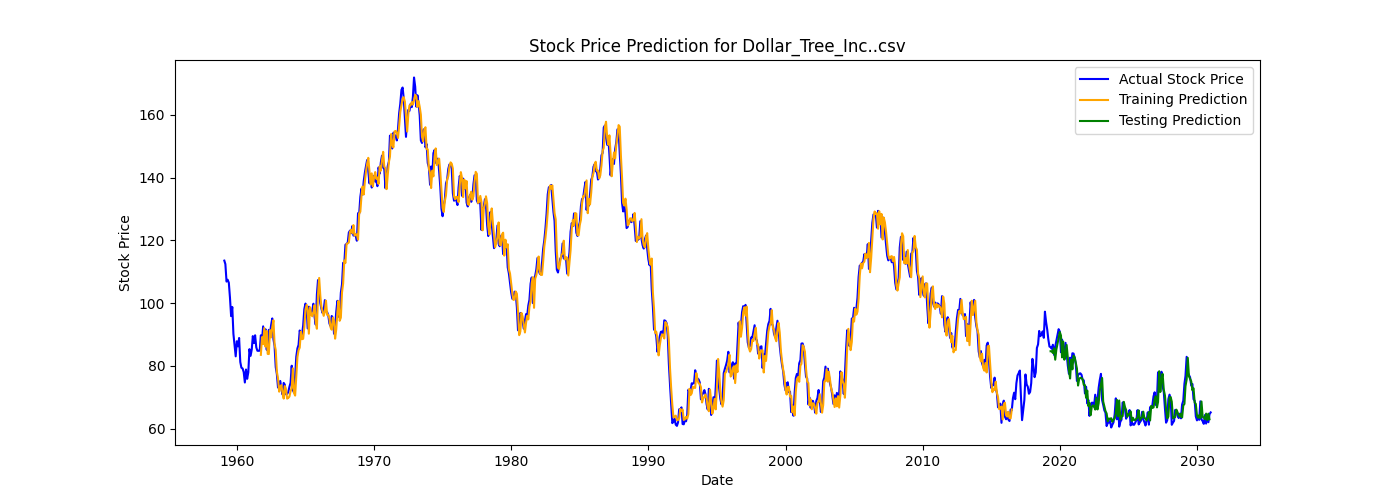 Stock Price Prediction for Dollar_Tree_Inc..csv
Actual Stock Price
Training Prediction
Testing Prediction
Stock Price
160
140
120
100
80
60
1960 1970 1980 1990 2000 2010 2020 2030
Date